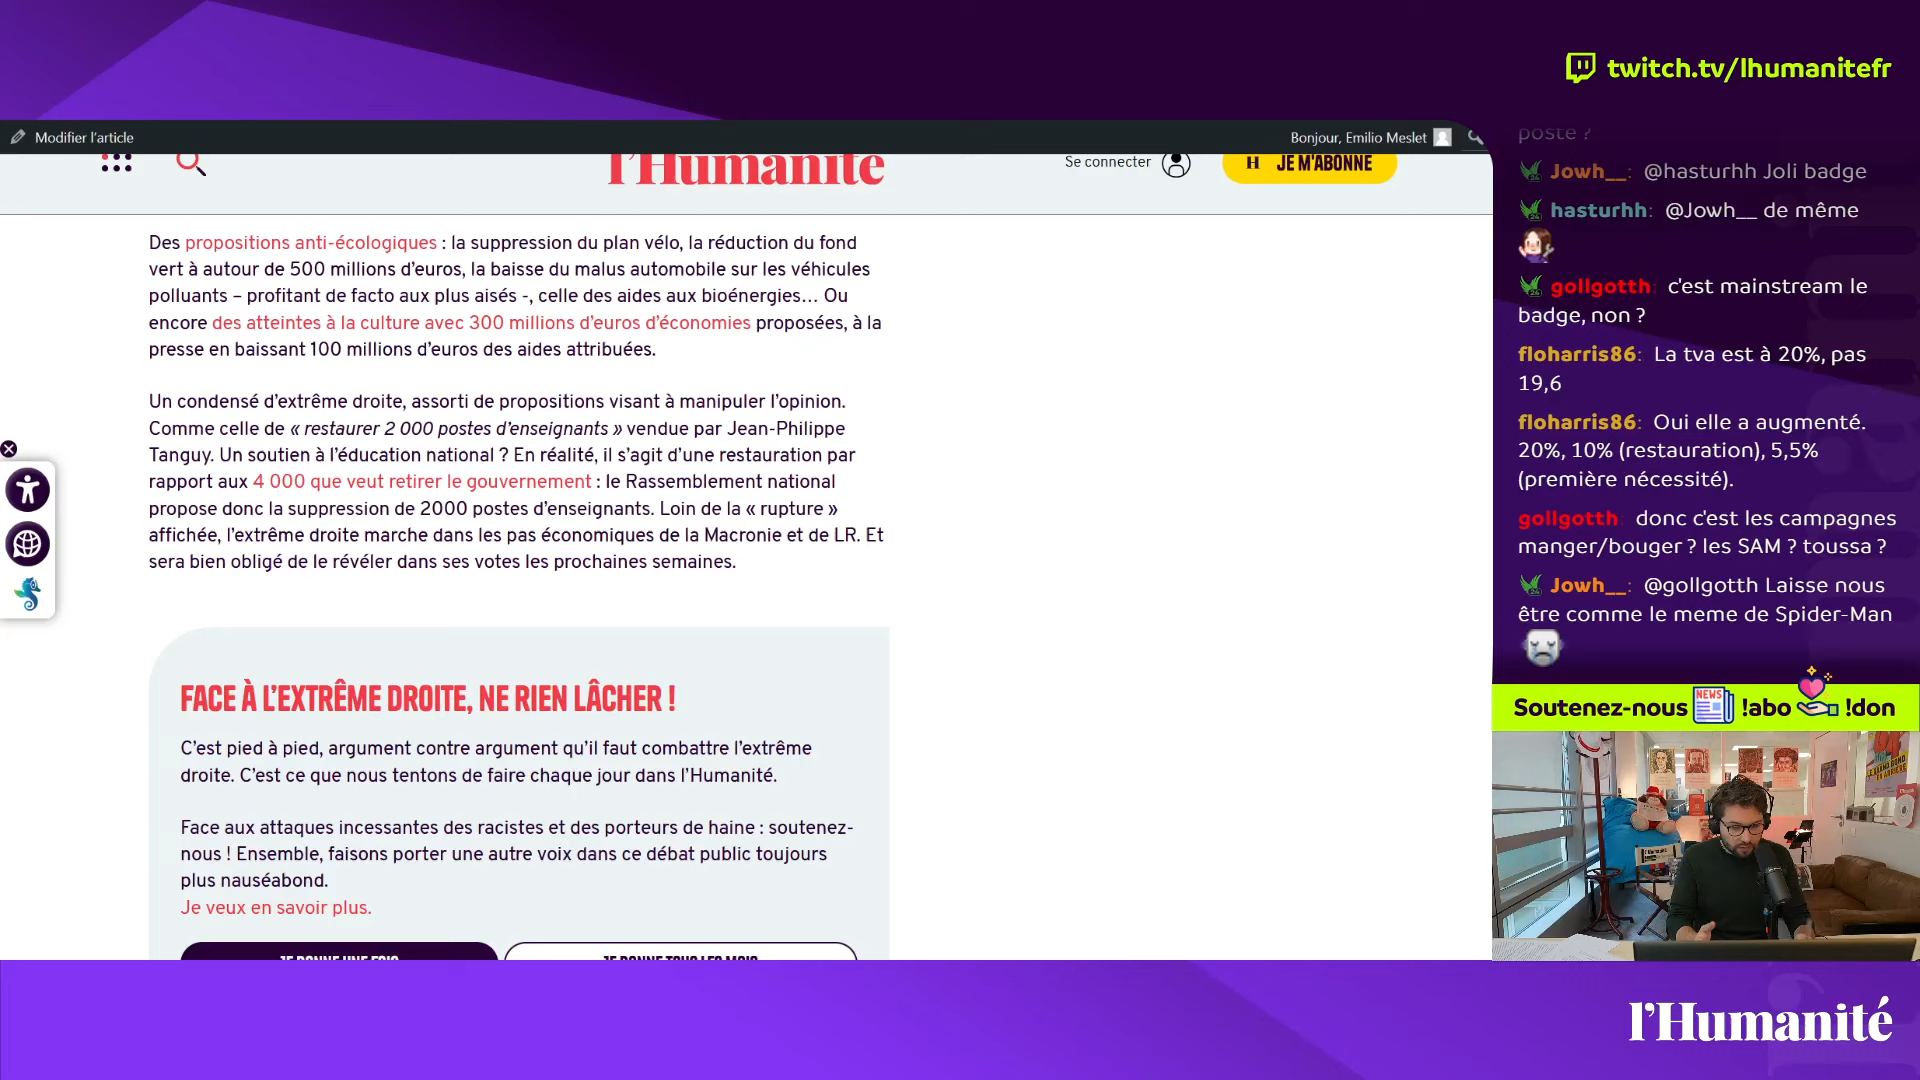 twitch.tv/lhumanitefr
Modifier l'article
Bonjour, Emilio Meslet
l'Humanité
Se connecter
H JE M'ABONNE
Des propositions anti-écologiques : la suppression du plan vélo, la réduction du fond
vert à autour de 500 millions d'euros, la baisse du malus automobile sur les véhicules
polluants – profitant de facto aux plus aisés -, celle des aides aux bioénergies… Ou
encore des atteintes à la culture avec 300 millions d'euros d'économies proposées, à la
presse en baissant 100 millions d'euros des aides attribuées.
Un condensé d'extrême droite, assorti de propositions visant à manipuler l'opinion.
Comme celle de « restaurer 2 000 postes d'enseignants » vendue par Jean-Philippe
Tanguy. Un soutien à l'éducation national ? En réalité, il s'agit d'une restauration par
rapport aux 4 000 que veut retirer le gouvernement : le Rassemblement national
propose donc la suppression de 2000 postes d'enseignants. Loin de la « rupture »
affichée, l'extrême droite marche dans les pas économiques de la Macronie et de LR. Et
sera bien obligé de le révéler dans ses votes les prochaines semaines.
FACE À L'EXTRÊME DROITE, NE RIEN LÂCHER !
C'est pied à pied, argument contre argument qu'il faut combattre l'extrême
droite. C'est ce que nous tentons de faire chaque jour dans l'Humanité.
Face aux attaques incessantes des racistes et des porteurs de haine : soutenez-
nous ! Ensemble, faisons porter une autre voix dans ce débat public toujours
plus nauséabond.
Je veux en savoir plus.
JE DONNE UNE FOIS
JE DONNE TOUS LES MOIS
poste ?
Jowh__: @hasturhh Joli badge
hasturhh: @Jowh__ de même
gollgotth: c'est mainstream le
badge, non ?
floharris86: La tva est à 20%, pas
19,6
floharris86: Oui elle a augmenté.
20%, 10% (restauration), 5,5%
(première nécessité).
gollgotth: donc c'est les campagnes
manger/bouger ? les SAM ? toussa ?
Jowh__: @gollgotth Laisse nous
être comme le meme de Spider-Man
Soutenez-nous NEWS !abo !don
l'Humanité